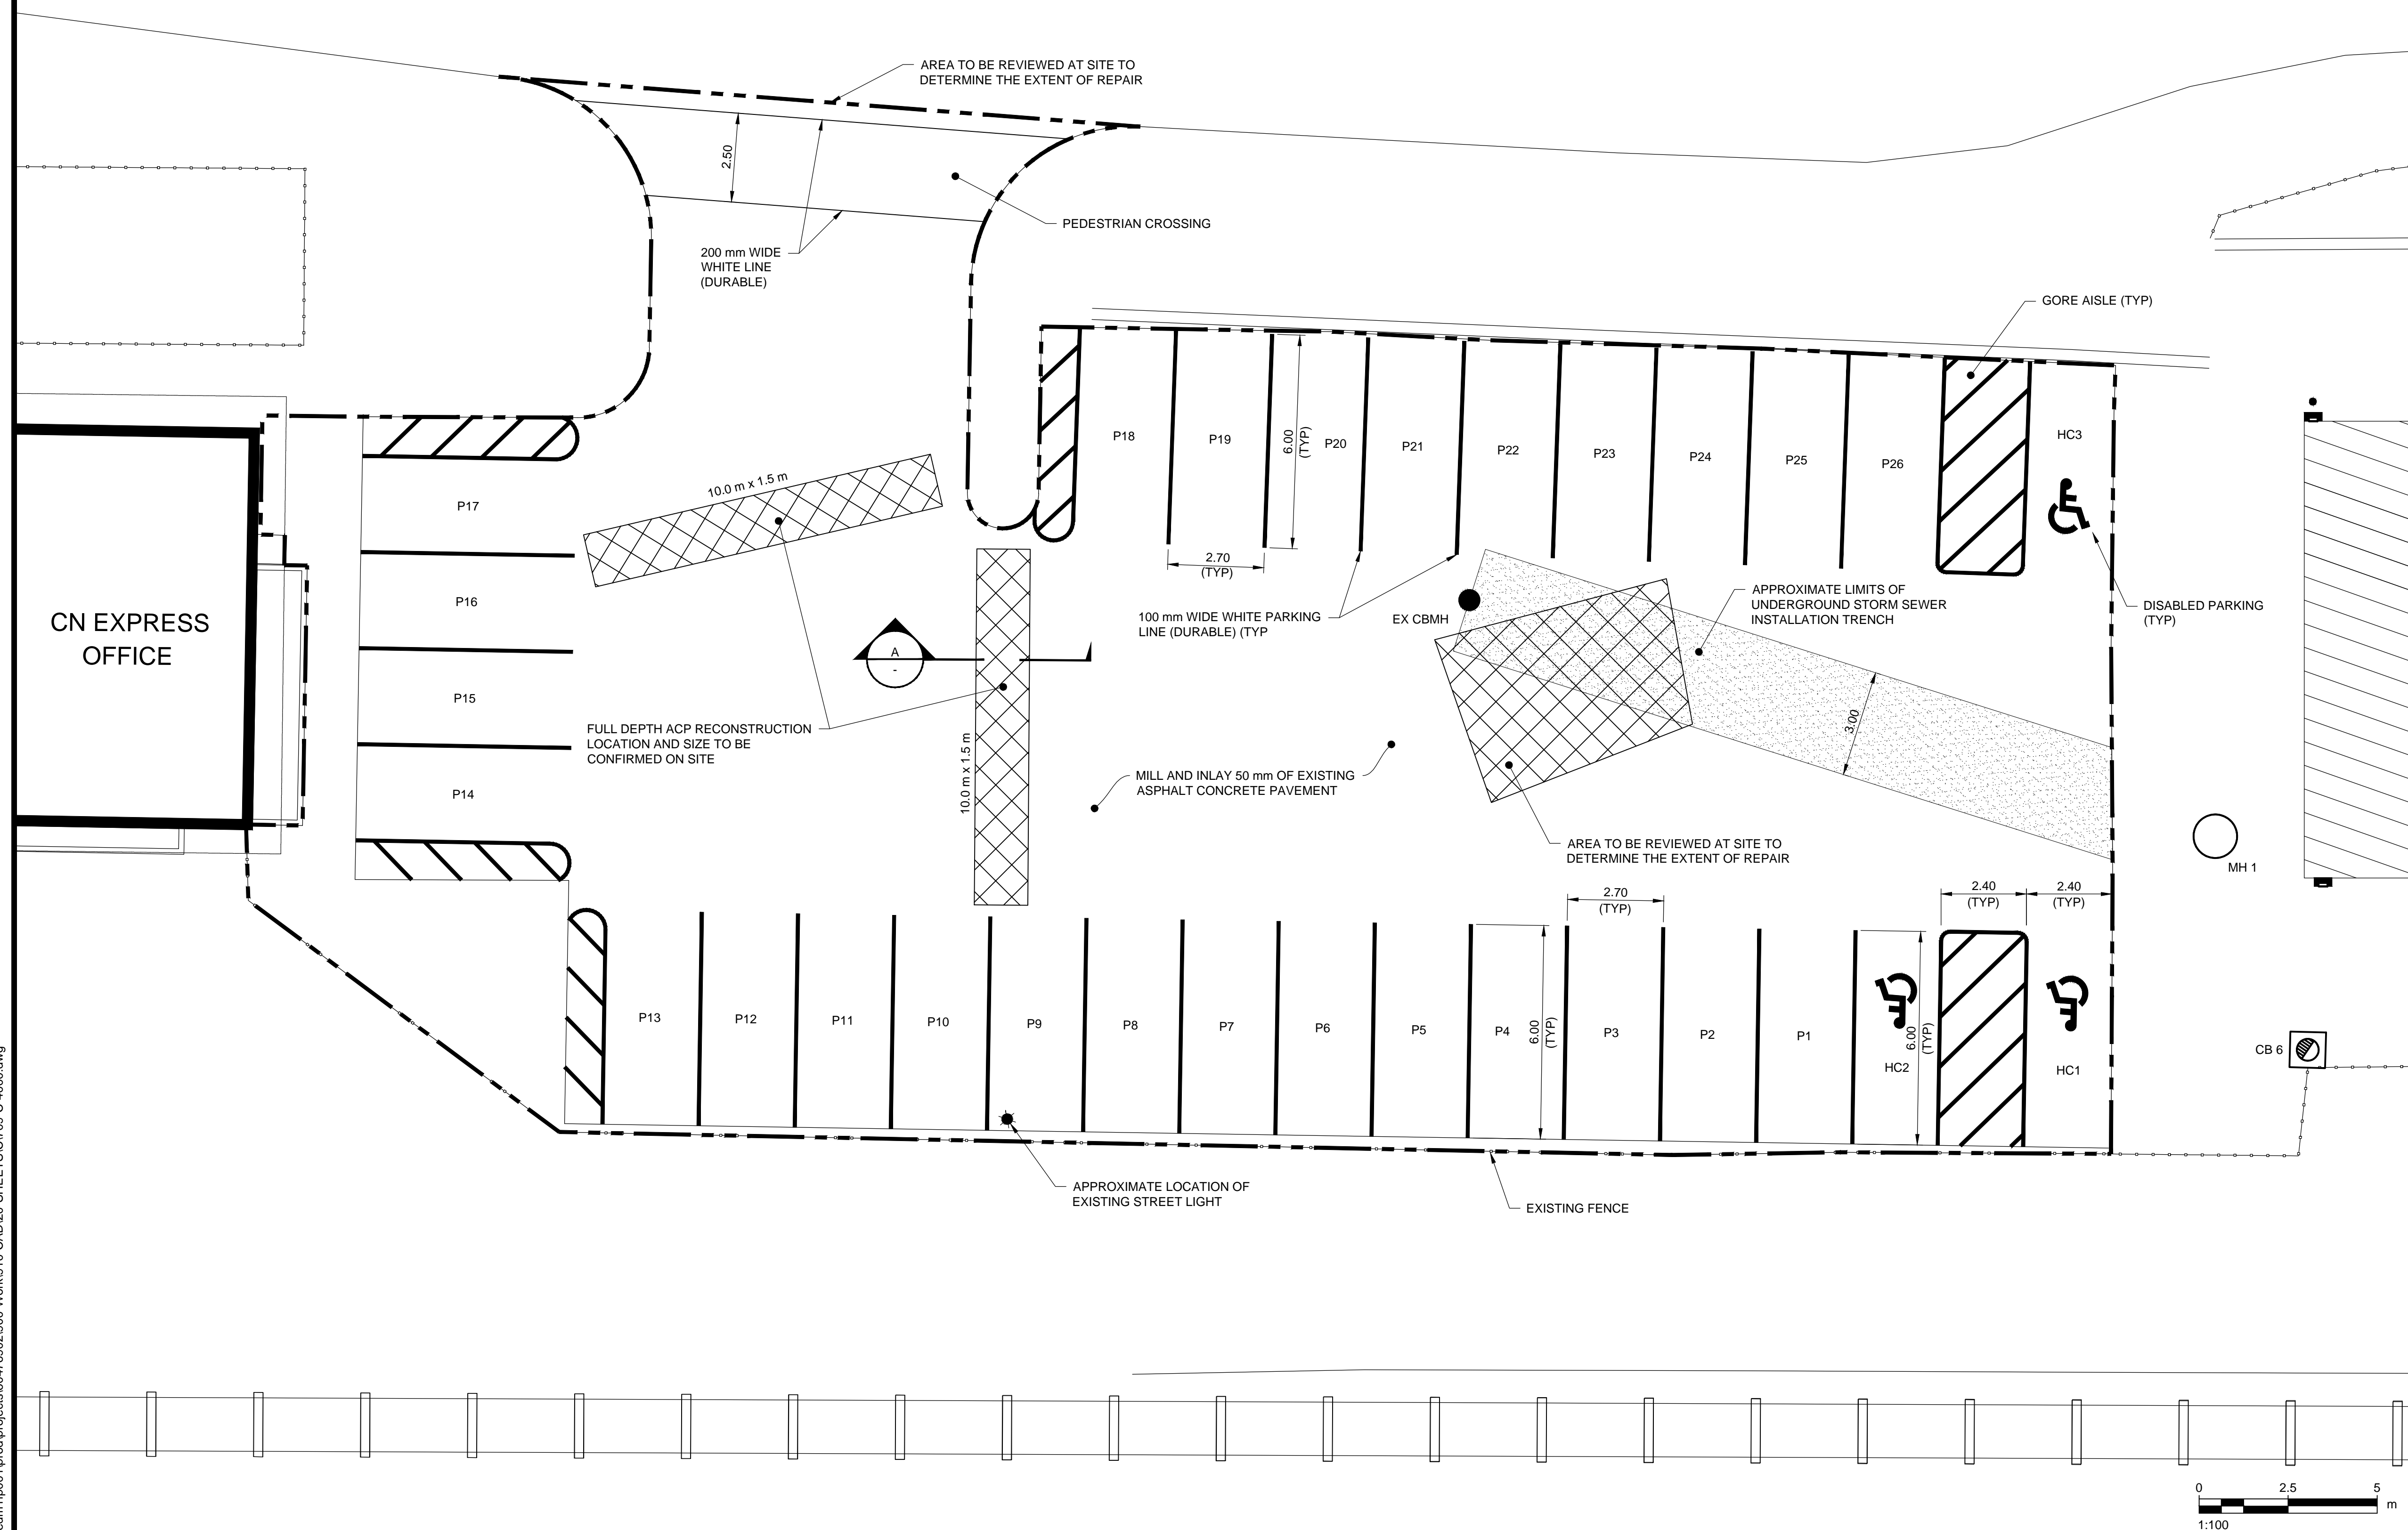 AREA TO BE REVIEWED AT SITE TO
DETERMINE THE EXTENT OF REPAIR
2.50
PEDESTRIAN CROSSING
200 mm WIDE
WHITE LINE
(DURABLE)
GORE AISLE (TYP)
P18
P19
6.00
(TYP)
P20
P21
P22
P23
P24
P25
P26
HC3
2.70
(TYP)
10.0 m x 1.5 m
P17
P16
P15
P14
CN EXPRESS
OFFICE
A
-
100 mm WIDE WHITE PARKING
LINE (DURABLE) (TYP
EX CBMH
APPROXIMATE LIMITS OF
UNDERGROUND STORM SEWER
INSTALLATION TRENCH
DISABLED PARKING
(TYP)
FULL DEPTH ACP RECONSTRUCTION
LOCATION AND SIZE TO BE
CONFIRMED ON SITE
10.0 m x 1.5 m
3.00
MILL AND INLAY 50 mm OF EXISTING
ASPHALT CONCRETE PAVEMENT
AREA TO BE REVIEWED AT SITE TO
DETERMINE THE EXTENT OF REPAIR
MH 1
2.70
(TYP)
2.40
(TYP)
2.40
(TYP)
P13
P12
P11
P10
P9
P8
P7
P6
P5
P4
6.00
(TYP)
P3
P2
P1
HC2
6.00
(TYP)
HC1
CB 6
APPROXIMATE LOCATION OF
EXISTING STREET LIGHT
EXISTING FENCE
0
2.5
5
m
1:100